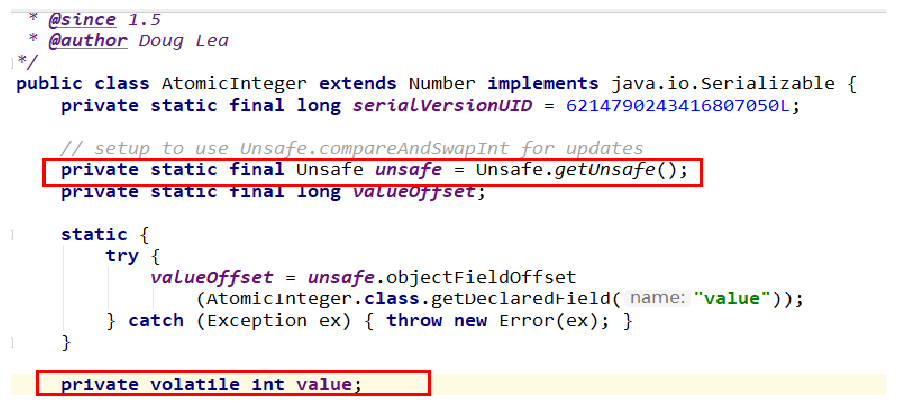 * @since 1.5
* @author Doug Lea
*/
public class AtomicInteger extends Number implements java.io.Serializable {
private static final long serialVersionUID = 6214790243416807050L;
// setup to use Unsafe.compareAndSwapInt for updates
private static final Unsafe unsafe = Unsafe.getUnsafe();
private static final long valueOffset;
static {
try {
valueOffset = unsafe.objectFieldOffset
(AtomicInteger.class.getDeclaredField( name: "value"));
} catch (Exception ex) { throw new Error(ex); }
}
private volatile int value;